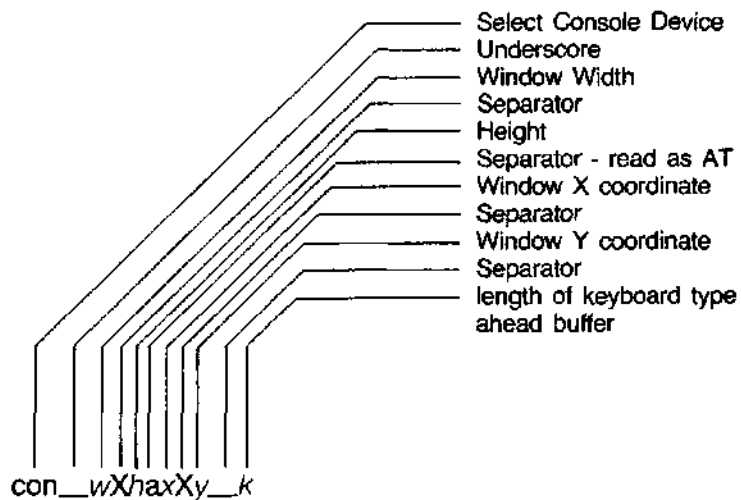 Select Console Device
Underscore
Window Width
Separator
Height
Separator - read as AT
Window X coordinate
Separator
Window Y coordinate
Separator
length of keyboard type
ahead buffer
con__wXhaxXy__k